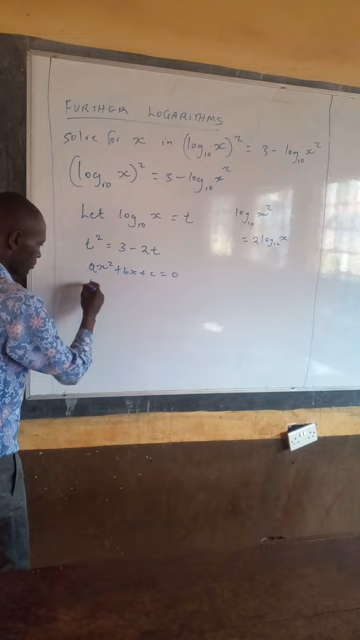 FURTHER LOGARITHMS
solve for x in (log₁₀ x)² = 3 - log₁₀ x²
(log₁₀ x)² = 3 - log₁₀ x²
Let log₁₀ x = t
t² = 3 - 2t
ax² + bx + c = 0
log₁₀ x²
= 2 log₁₀ x